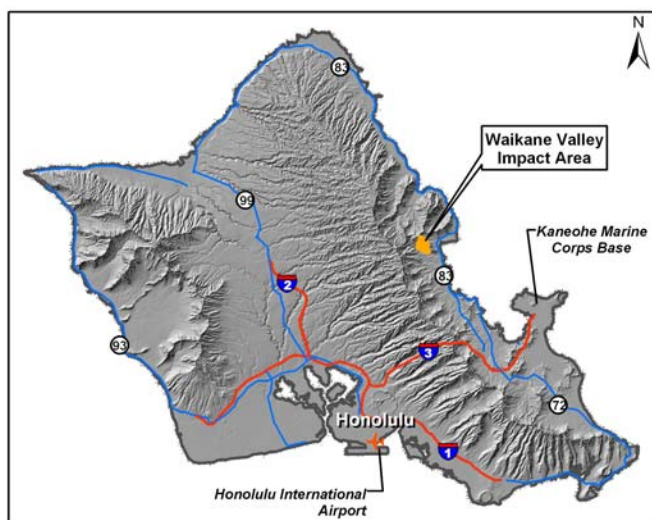 N
83
Waikane Valley
Impact Area
99
Kaneohe Marine
Corps Base
2
83
93
3
72
Honolulu
1
Honolulu International
Airport